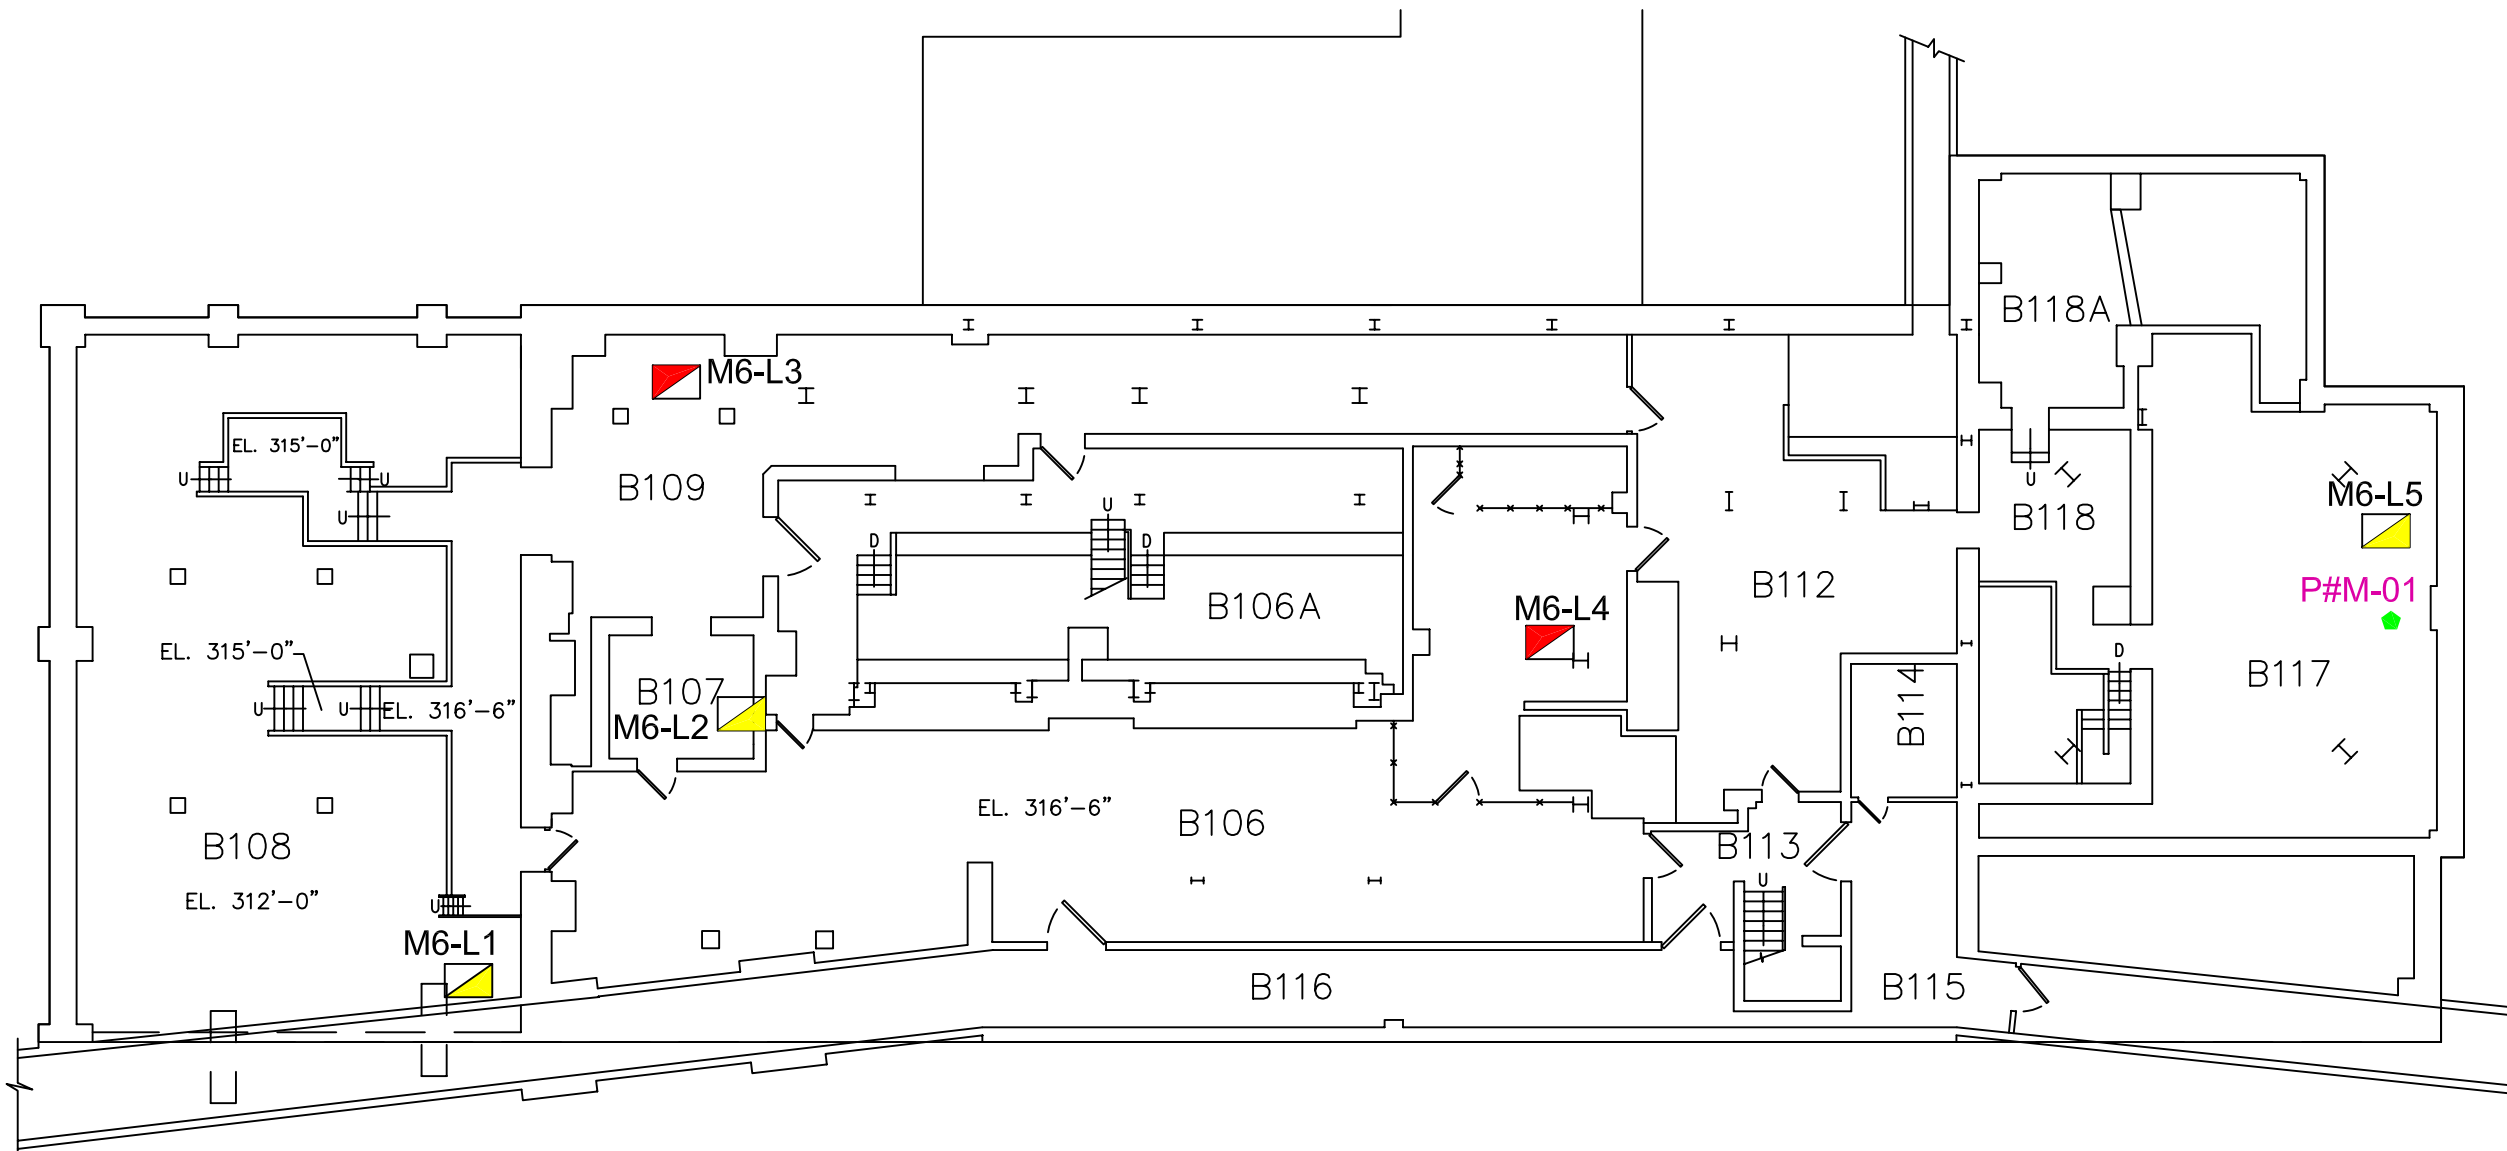 B118A
M6-L3
U
EL. 315'-0"
U
B109
M6-L5
U
U
U
D
D
B118
B112
P#M-01
B106A
M6-L4
EL. 315'-0"
D
B107
B117
U
U
EL. 316'-6"
M6-L2
B114
EL. 316'-6"
B106
B108
B113
U
EL. 312'-0"
U
M6-L1
B116
B115